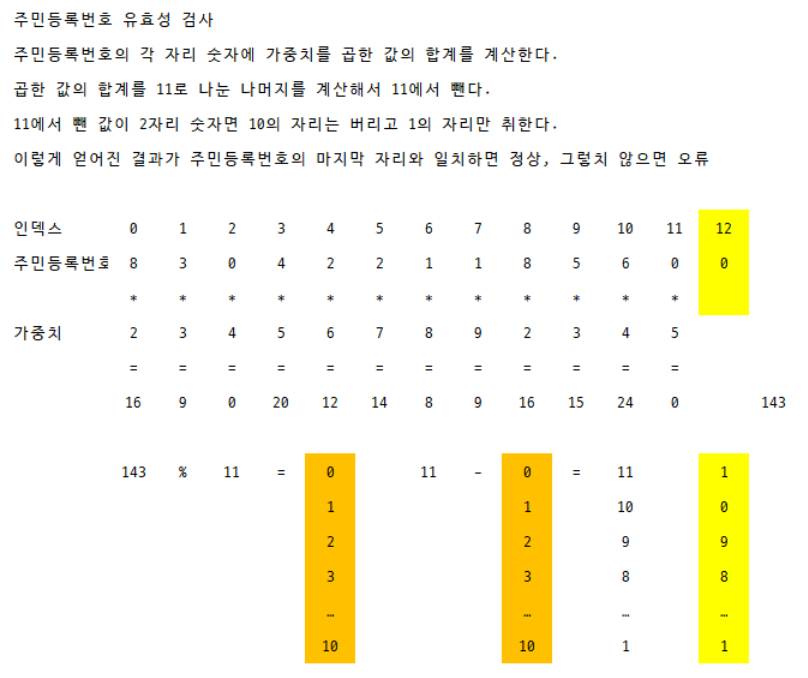 주민등록번호 유효성 검사
주민등록번호의 각 자리 숫자에 가중치를 곱한 값의 합계를 계산한다.
곱한 값의 합계를 11로 나눈 나머지를 계산해서 11에서 뺀다.
11에서 뺀 값이 2자리 숫자면 10의 자리는 버리고 1의 자리만 취한다.
이렇게 얻어진 결과가 주민등록번호의 마지막 자리와 일치하면 정상, 그렇치 않으면 오류
인덱스 0 1 2 3 4 5 6 7 8 9 10 11 12
주민등록번호 8 3 0 4 2 2 1 1 8 5 6 0 0
* * * * * * * * * * * *
가중치 2 3 4 5 6 7 8 9 2 3 4 5
= = = = = = = = = = = =
16 9 0 20 12 14 8 9 16 15 24 0 143
143 % 11 = 0 11 - 0 = 11 1
1 1 10 0
2 2 9 9
3 3 8 8
… … … …
10 10 1 1